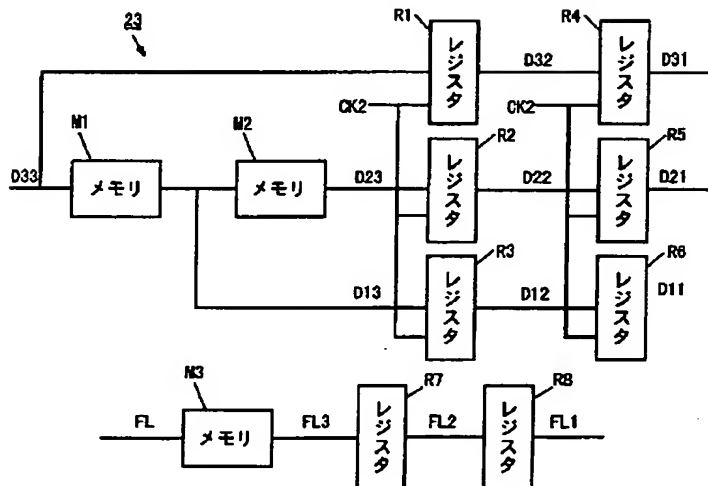 23
R1
レジスタ
D32
R4
レジスタ
D31
CK2
CK2
M1
M2
R2
R5
D33
メモリ
メモリ
D23
レジスタ
D22
レジスタ
D21
R3
R6
D13
レジスタ
D12
レジスタ
D11
M3
R7
R8
FL
メモリ
FL3
レジスタ
FL2
レジスタ
FL1